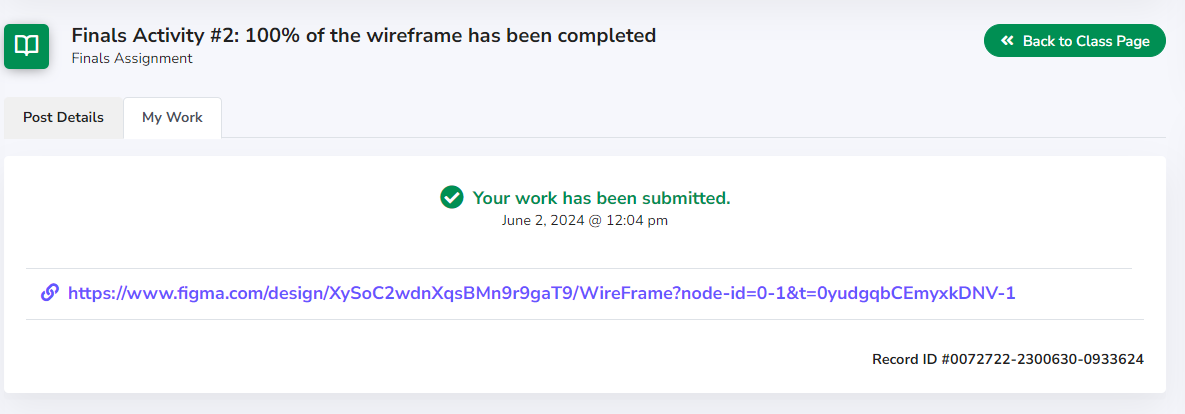 Finals Activity #2: 100% of the wireframe has been completed
Finals Assignment
Back to Class Page
Post Details
My Work
Your work has been submitted.
June 2, 2024 @ 12:04 pm
https://www.figma.com/design/XySoC2wdnXqsBMn9r9gaT9/WireFrame?node-id=0-1&t=0yudgqbCEmyxkDNV-1
Record ID #0072722-2300630-0933624